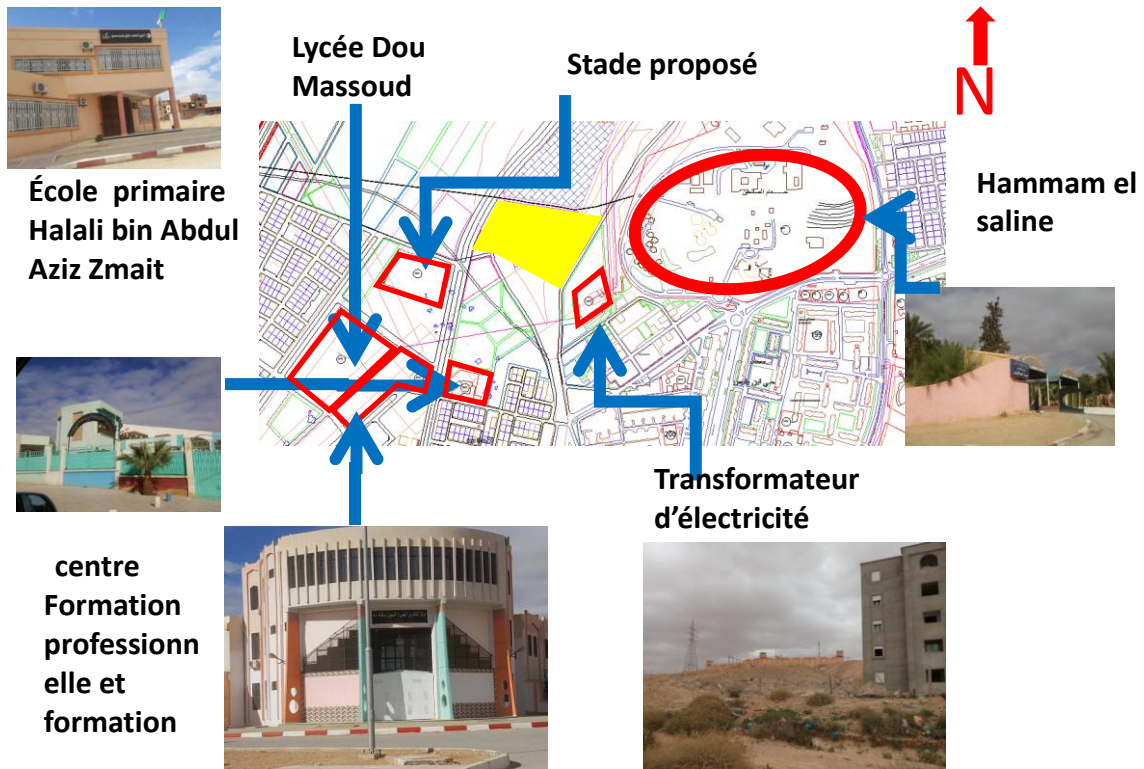 Lycée Dou
Massoud
Stade proposé
N
École primaire
Halali bin Abdul
Aziz Zmait
Hammam el
saline
Transformateur
d'électricité
centre
Formation
professionn
elle et
formation